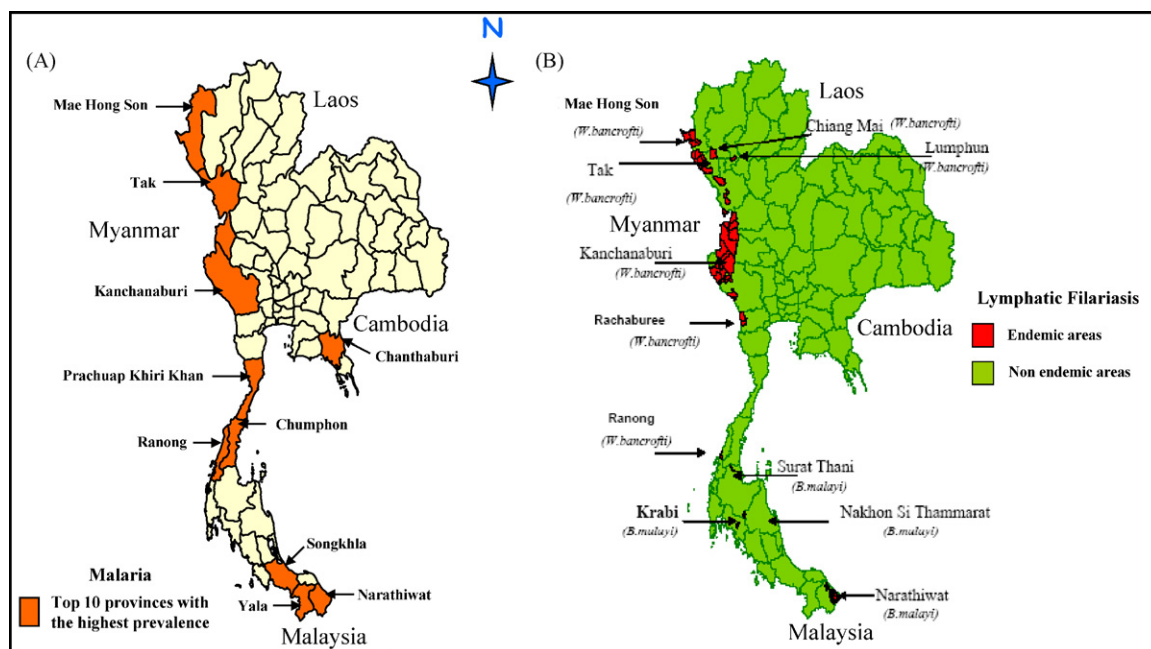 N
(A)
Mae Hong Son
Laos
Tak
Myanmar
Kanchanaburi
Cambodia
Chanthaburi
Prachuap Khiri Khan
Chumphon
Ranong
Songkhla
Malaria
Top 10 provinces with
the highest prevalence
Narathiwat
Yala
Malaysia
(B)
Laos
Mae Hong Son
(W.bancrofti)
Chiang Mai (W.bancrofti)
Lumphun
(W.bancrofti)
Tak
(W.bancrofti)
Myanmar
Kanchanaburi
(W.bancrofti)
Rachaburee
(W.bancrofti)
Cambodia
Lymphatic Filariasis
Endemic areas
Non endemic areas
Ranong
(W.bancrofti)
Surat Thani
(B.malayi)
Krabi
(B.malayi)
Nakhon Si Thammarat
(B.malayi)
Narathiwat
(B.malayi)
Malaysia